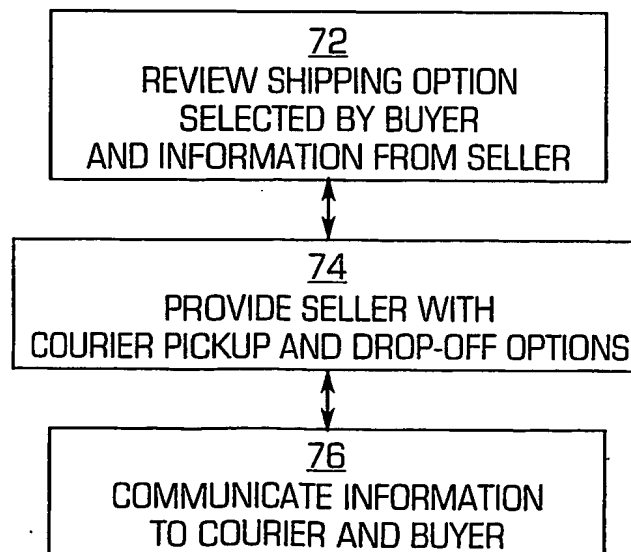 72
REVIEW SHIPPING OPTION
SELECTED BY BUYER
AND INFORMATION FROM SELLER
74
PROVIDE SELLER WITH
COURIER PICKUP AND DROP-OFF OPTIONS
76
COMMUNICATE INFORMATION
TO COURIER AND BUYER